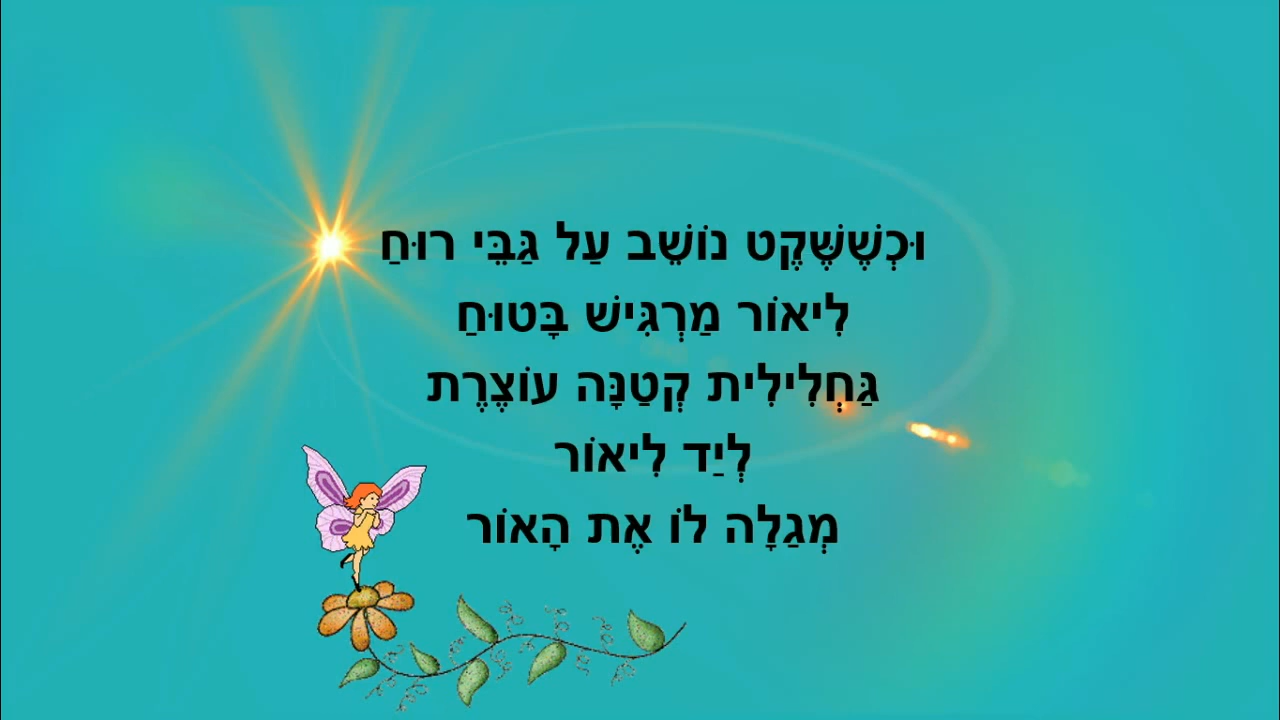 וּכְשֶׁשֶּׁקֶט נוֹשֵׁב עַל גַּבֵּי רוּחַ
לִיאוֹר מַרְגִּישׁ בָּטוּחַ
גַּחְלִילִית קְטַנָּה עוֹצֶרֶת
לְיַד לִיאוֹר
מְגַלָּה לוֹ אֶת הָאוֹר